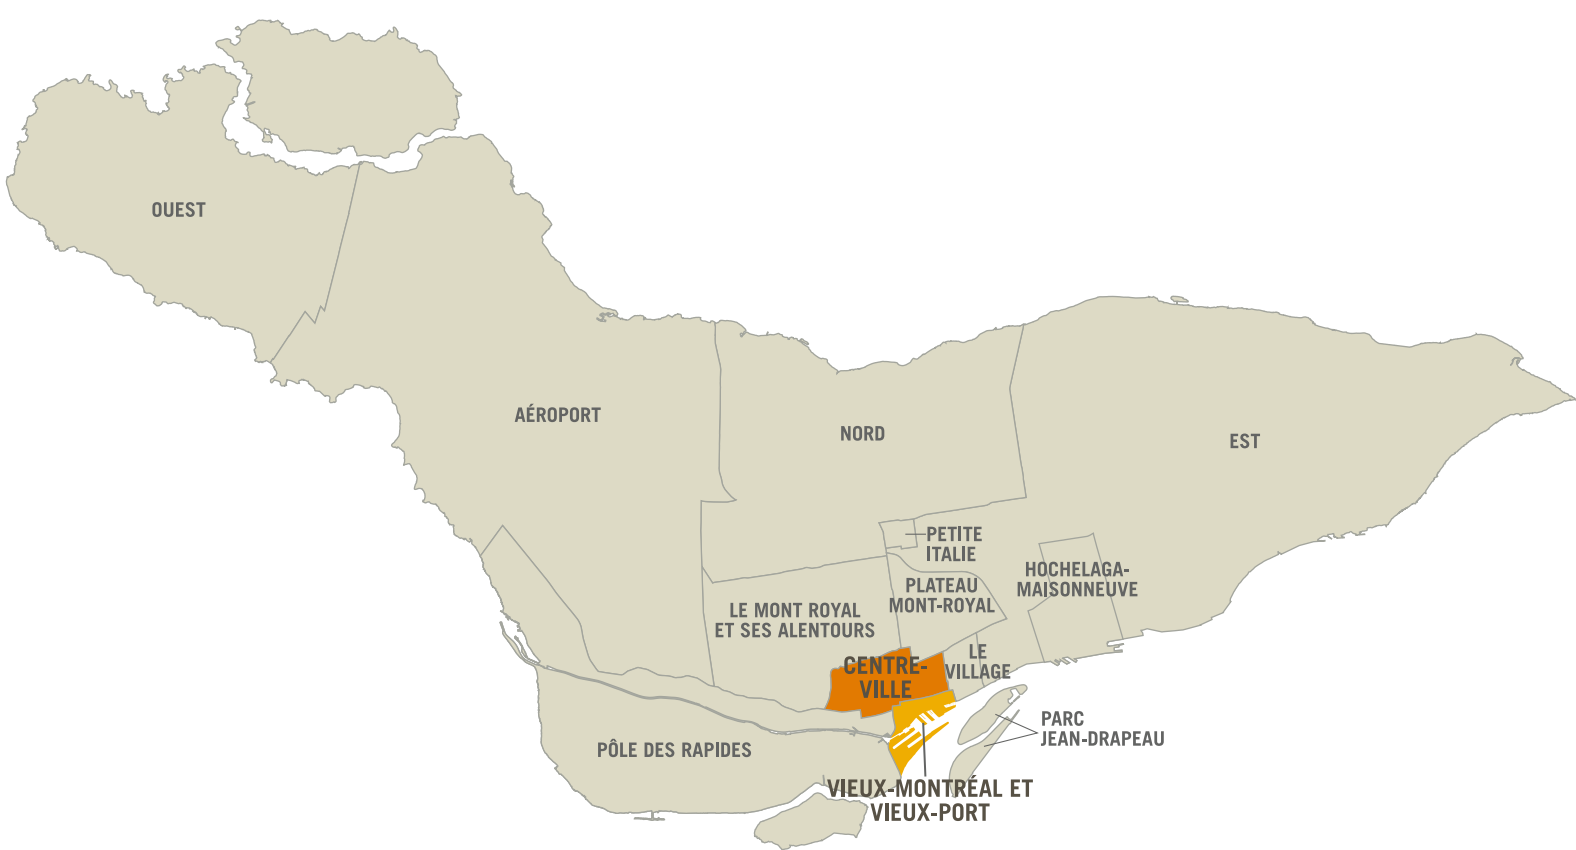 OUEST
AÉROPORT
NORD
EST
PETITE
ITALIE
HOCHELAGA-
MAISONNEUVE
PLATEAU
MONT-ROYAL
LE MONT ROYAL
ET SES ALENTOURS
LE
VILLAGE
CENTRE-
VILLE
PARC
JEAN-DRAPEAU
PÔLE DES RAPIDES
VIEUX-MONTRÉAL ET
VIEUX-PORT